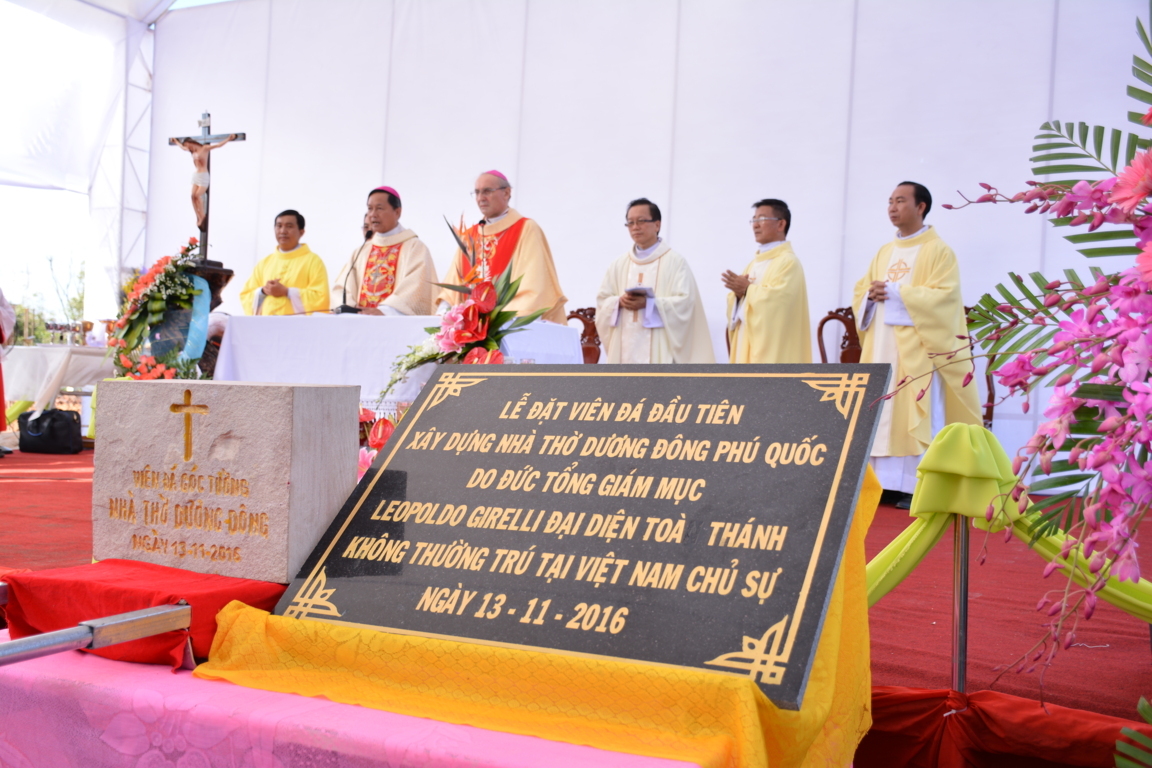 VIÊN ĐÁ GÓC TƯỜNG
NHÀ THỜ DƯƠNG ĐÔNG
NGÀY 13-11-2016
LỄ ĐẶT VIÊN ĐÁ ĐẦU TIÊN
XÂY DỰNG NHÀ THỜ DƯƠNG ĐÔNG PHÚ QUỐC
DO ĐỨC TỔNG GIÁM MỤC
LEOPOLDO GIRELLI ĐẠI DIỆN TOÀ THÁNH
KHÔNG THƯỜNG TRÚ TẠI VIỆT NAM CHỦ SỰ
NGÀY 13 - 11 - 2016